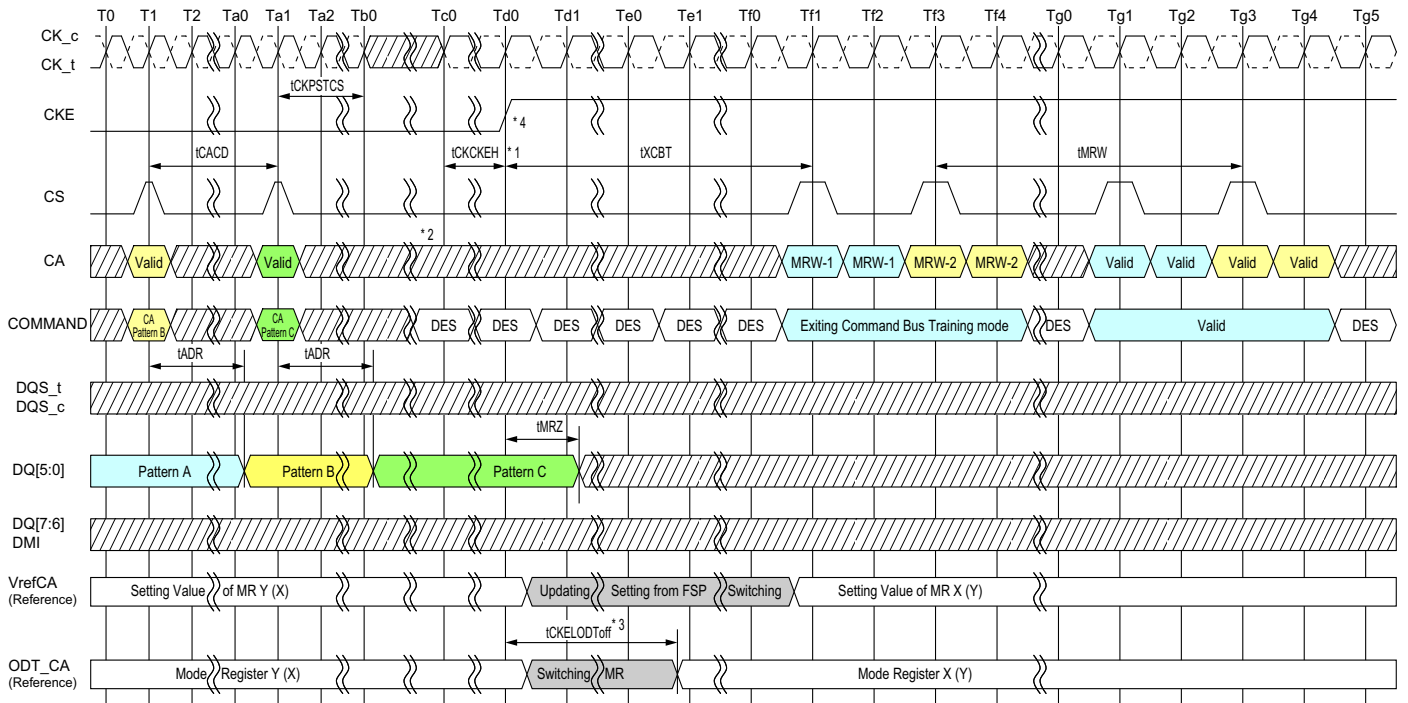 T0 T1 T2 Ta0 Ta1 Ta2 Tb0 Tc0 Td0 Td1 Te0 Te1 Tf0 Tf1 Tf2 Tf3 Tf4 Tg0 Tg1 Tg2 Tg3 Tg4 Tg5
CK_c
CK_t
tCKPSTCS
CKE
* 4
tCACD tCKCKEH * 1 tXCBT tMRW
CS
* 2
CA Valid Valid MRW-1 MRW-1 MRW-2 MRW-2 Valid Valid Valid Valid
COMMAND CA Pattern B CA Pattern C DES DES DES DES DES DES Exiting Command Bus Training mode DES Valid DES
tADR tADR
DQS_t
DQS_c
tMRZ
DQ[5:0] Pattern A Pattern B Pattern C
DQ[7:6]
DMI
VrefCA
(Reference)
Setting Value of MR Y (X) Updating Setting from FSP Switching Setting Value of MR X (Y)
tCKELODToff * 3
ODT_CA
(Reference)
Mode Register Y (X) Switching MR Mode Register X (Y)